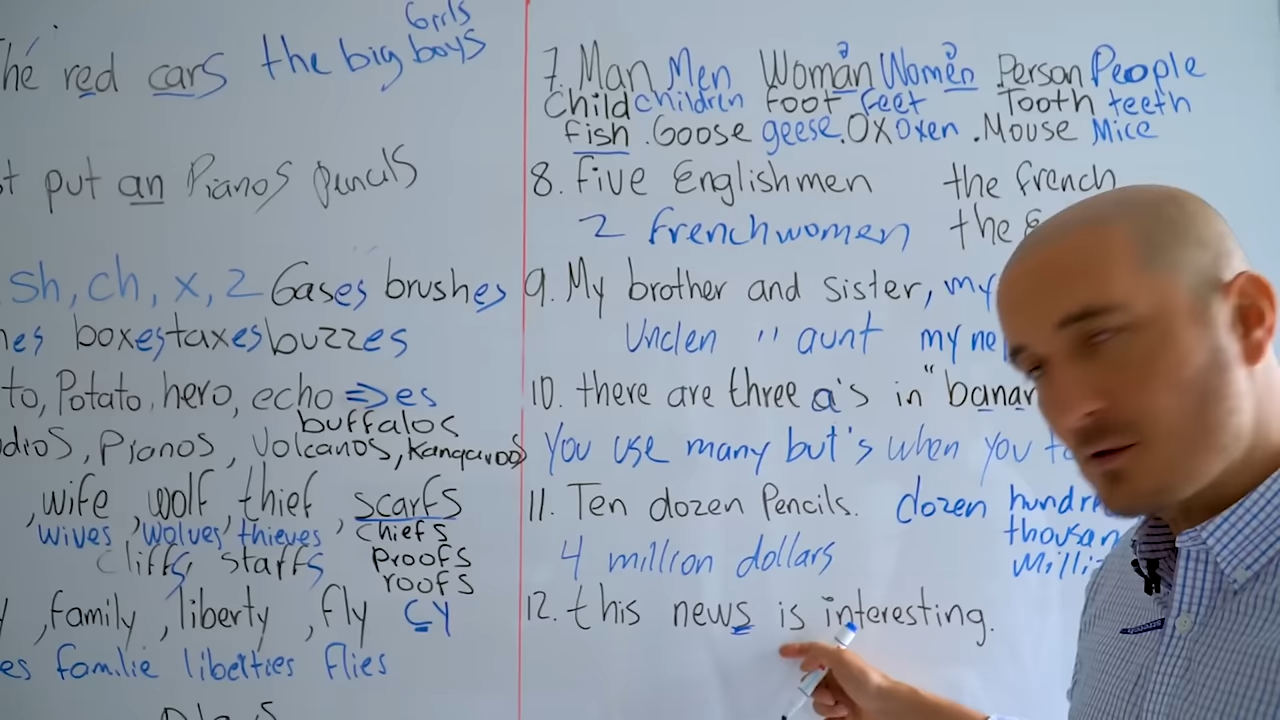 Girls
The red cars the big boys
put an Pianos pencils
sh, ch, x, z Gases brushes
es boxes taxes buzzes
to, Potato, hero, echo => es
buffalos
dios, Pianos, Volcanos, Kangaroos
, wife, wolf, thief, scarfs
wives, wolves, thieves chiefs
cliffs, staffs proofs
roofs
, family, liberty, fly CY
es familie liberties flies
7. Man Men Woman Women Person People
Child children Foot feet Tooth teeth
fish . Goose geese . Ox Oxen . Mouse Mice
8. Five Englishmen the french
2 Frenchwomen the E
9. My brother and sister, my
Unclen " aunt my ne
10. there are three a's in "banan
You use many but's when you t
11. Ten dozen Pencils. dozen hundre
thousan
4 million dollars Milli
12. this news is interesting.